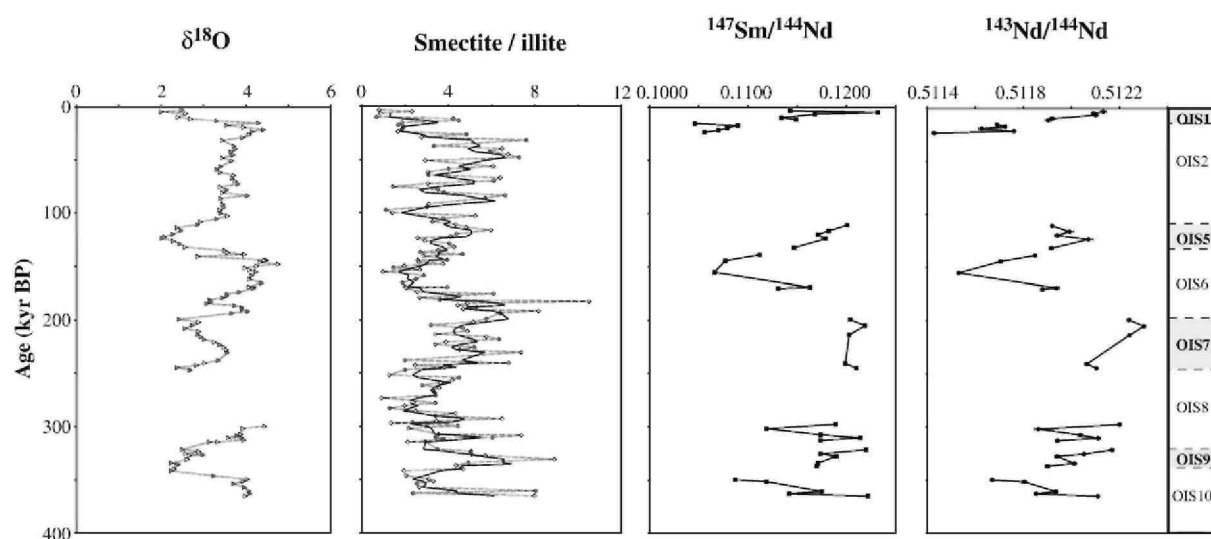 δ¹⁸O
Smectite / illite
¹⁴⁷Sm/¹⁴⁴Nd
¹⁴³Nd/¹⁴⁴Nd
0 2 4 6
0 4 8 12
0.1000 0.1100 0.1200
0.5114 0.5118 0.5122
Age (kyr BP)
0
100
200
300
400
OIS1
OIS2
OIS5
OIS6
OIS7
OIS8
OIS9
OIS10